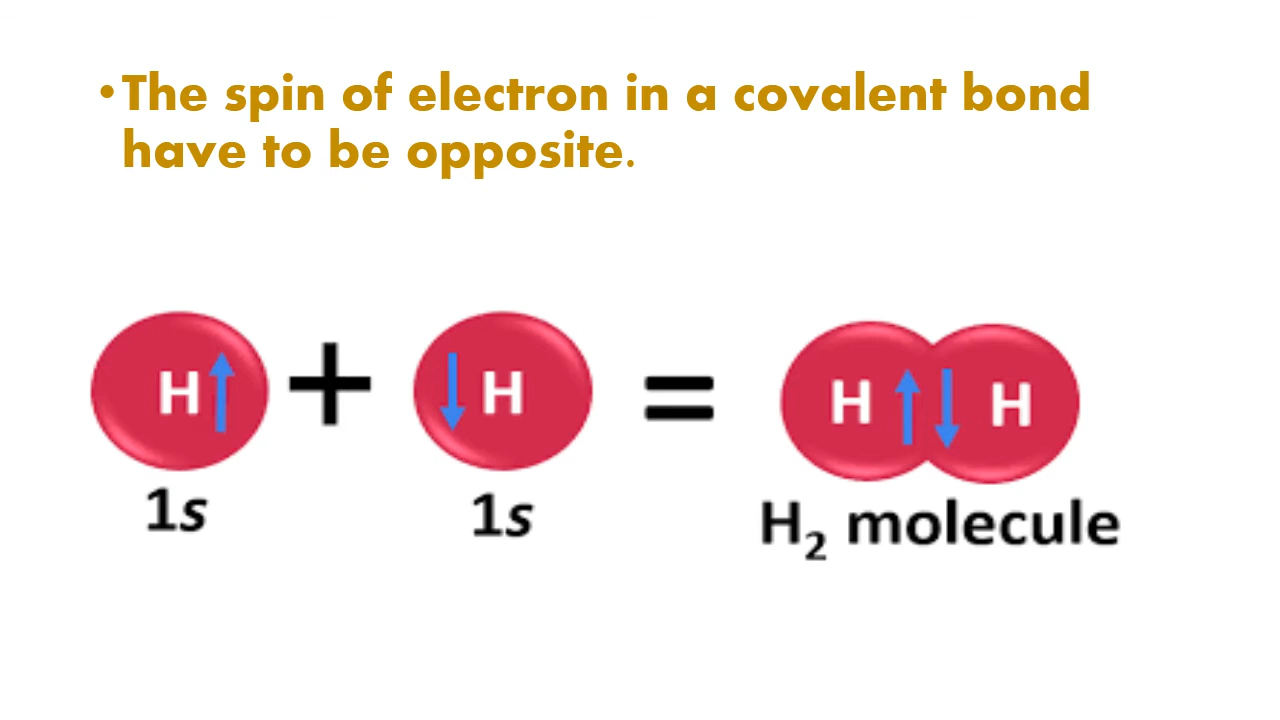 •The spin of electron in a covalent bond
have to be opposite.
H + H = H H
1s 1s H₂ molecule